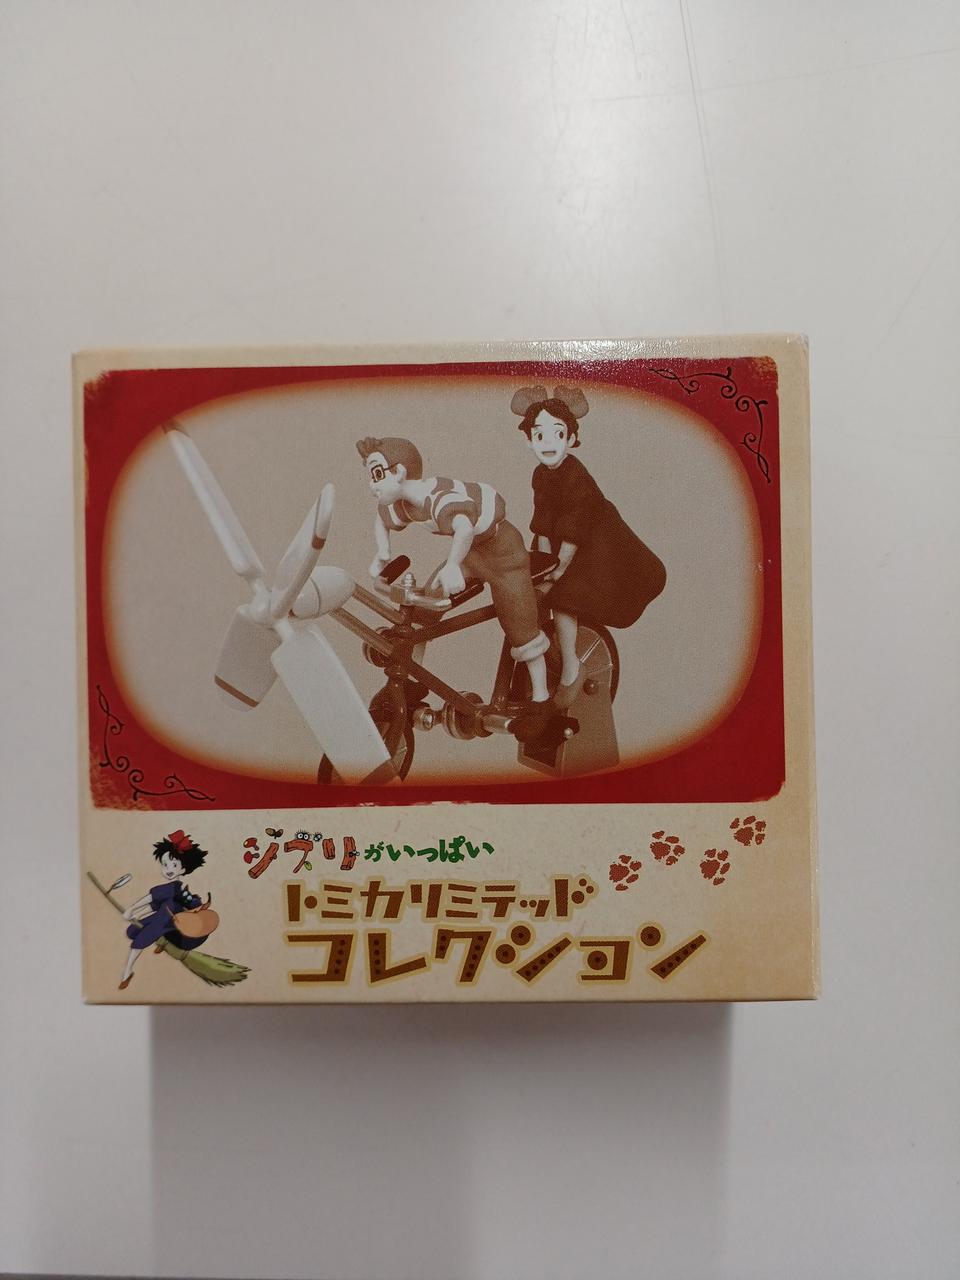 ジブリがいっぱい
トミカリミテッド
コレクション